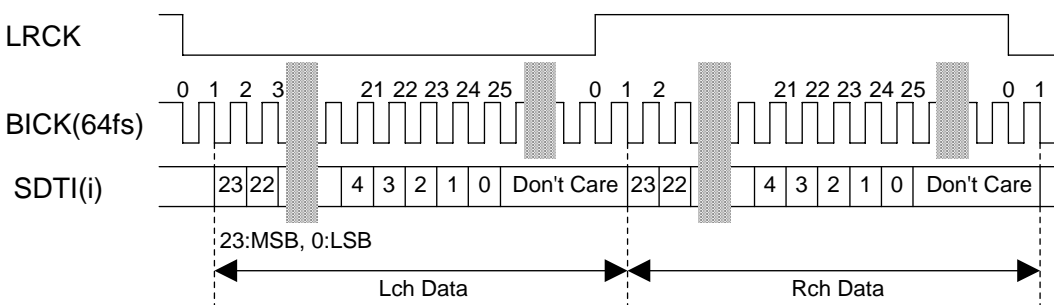 LRCK
0 1 2 3 21 22 23 24 25 0 1 2 21 22 23 24 25 0 1
BICK(64fs)
SDTI(i) 23 22 4 3 2 1 0 Don't Care 23 22 4 3 2 1 0 Don't Care
23:MSB, 0:LSB
Lch Data Rch Data